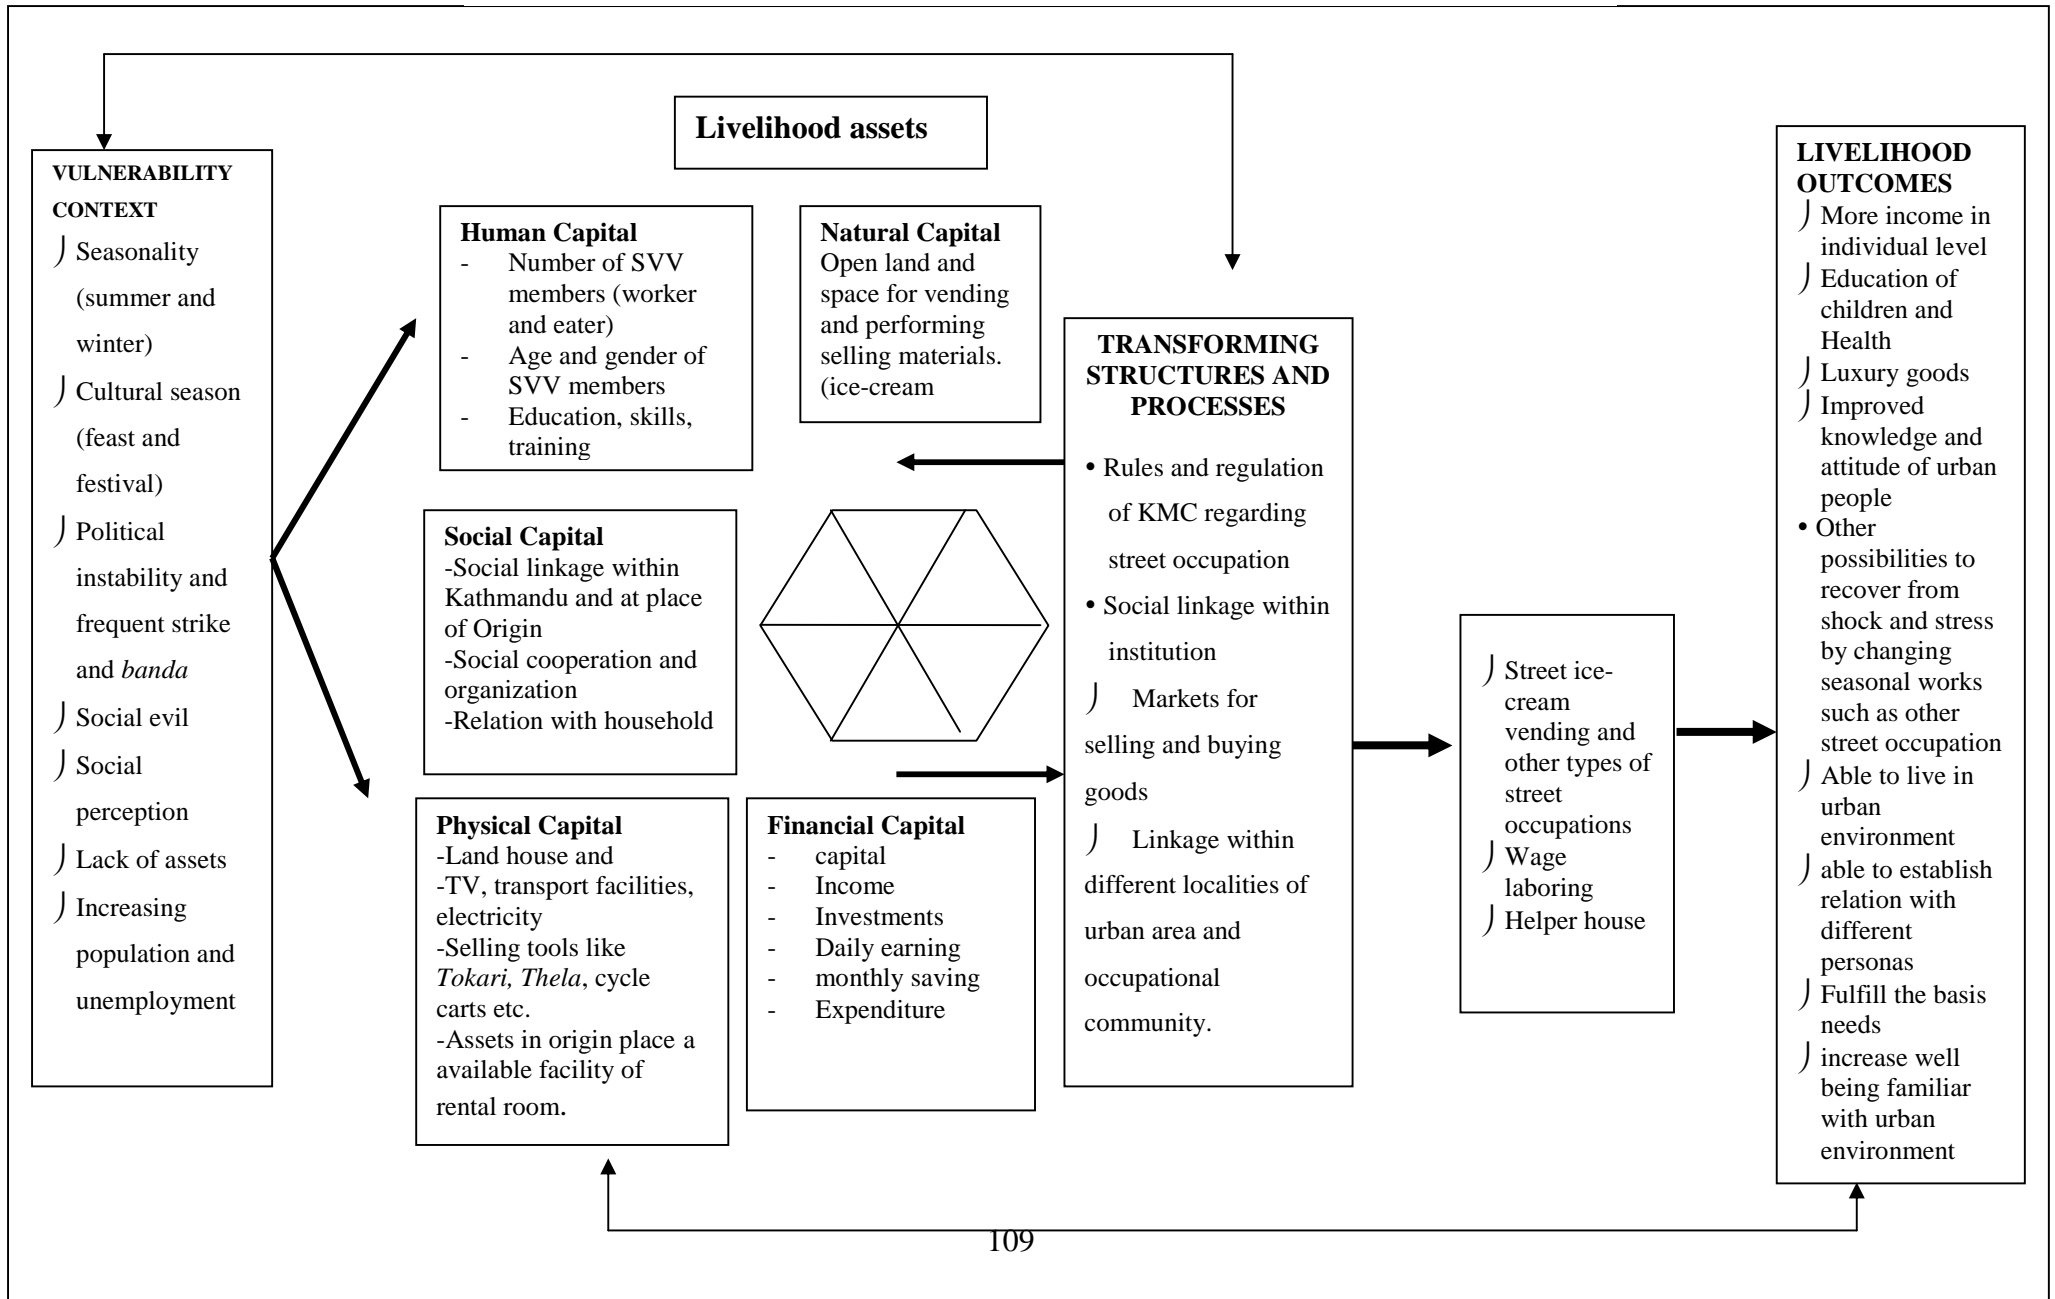 Livelihood assets
VULNERABILITY
CONTEXT
Seasonality
(summer and
winter)
Cultural season
(feast and
festival)
Political
instability and
frequent strike
and banda
Social evil
Social
perception
Lack of assets
Increasing
population and
unemployment
Human Capital
- Number of SVV
members (worker
and eater)
- Age and gender of
SVV members
- Education, skills,
training
Natural Capital
Open land and
space for vending
and performing
selling materials.
(ice-cream
Social Capital
-Social linkage within
Kathmandu and at place
of Origin
-Social cooperation and
organization
-Relation with household
Physical Capital
-Land house and
-TV, transport facilities,
electricity
-Selling tools like
Tokari, Thela, cycle
carts etc.
-Assets in origin place a
available facility of
rental room.
Financial Capital
- capital
- Income
- Investments
- Daily earning
- monthly saving
- Expenditure
TRANSFORMING
STRUCTURES AND
PROCESSES
• Rules and regulation
of KMC regarding
street occupation
• Social linkage within
institution
Markets for
selling and buying
goods
Linkage within
different localities of
urban area and
occupational
community.
Street ice-
cream
vending and
other types of
street
occupations
Wage
laboring
Helper house
LIVELIHOOD
OUTCOMES
More income in
individual level
Education of
children and
Health
Luxury goods
Improved
knowledge and
attitude of urban
people
• Other
possibilities to
recover from
shock and stress
by changing
seasonal works
such as other
street occupation
Able to live in
urban
environment
able to establish
relation with
different
personas
Fulfill the basis
needs
increase well
being familiar
with urban
environment
109